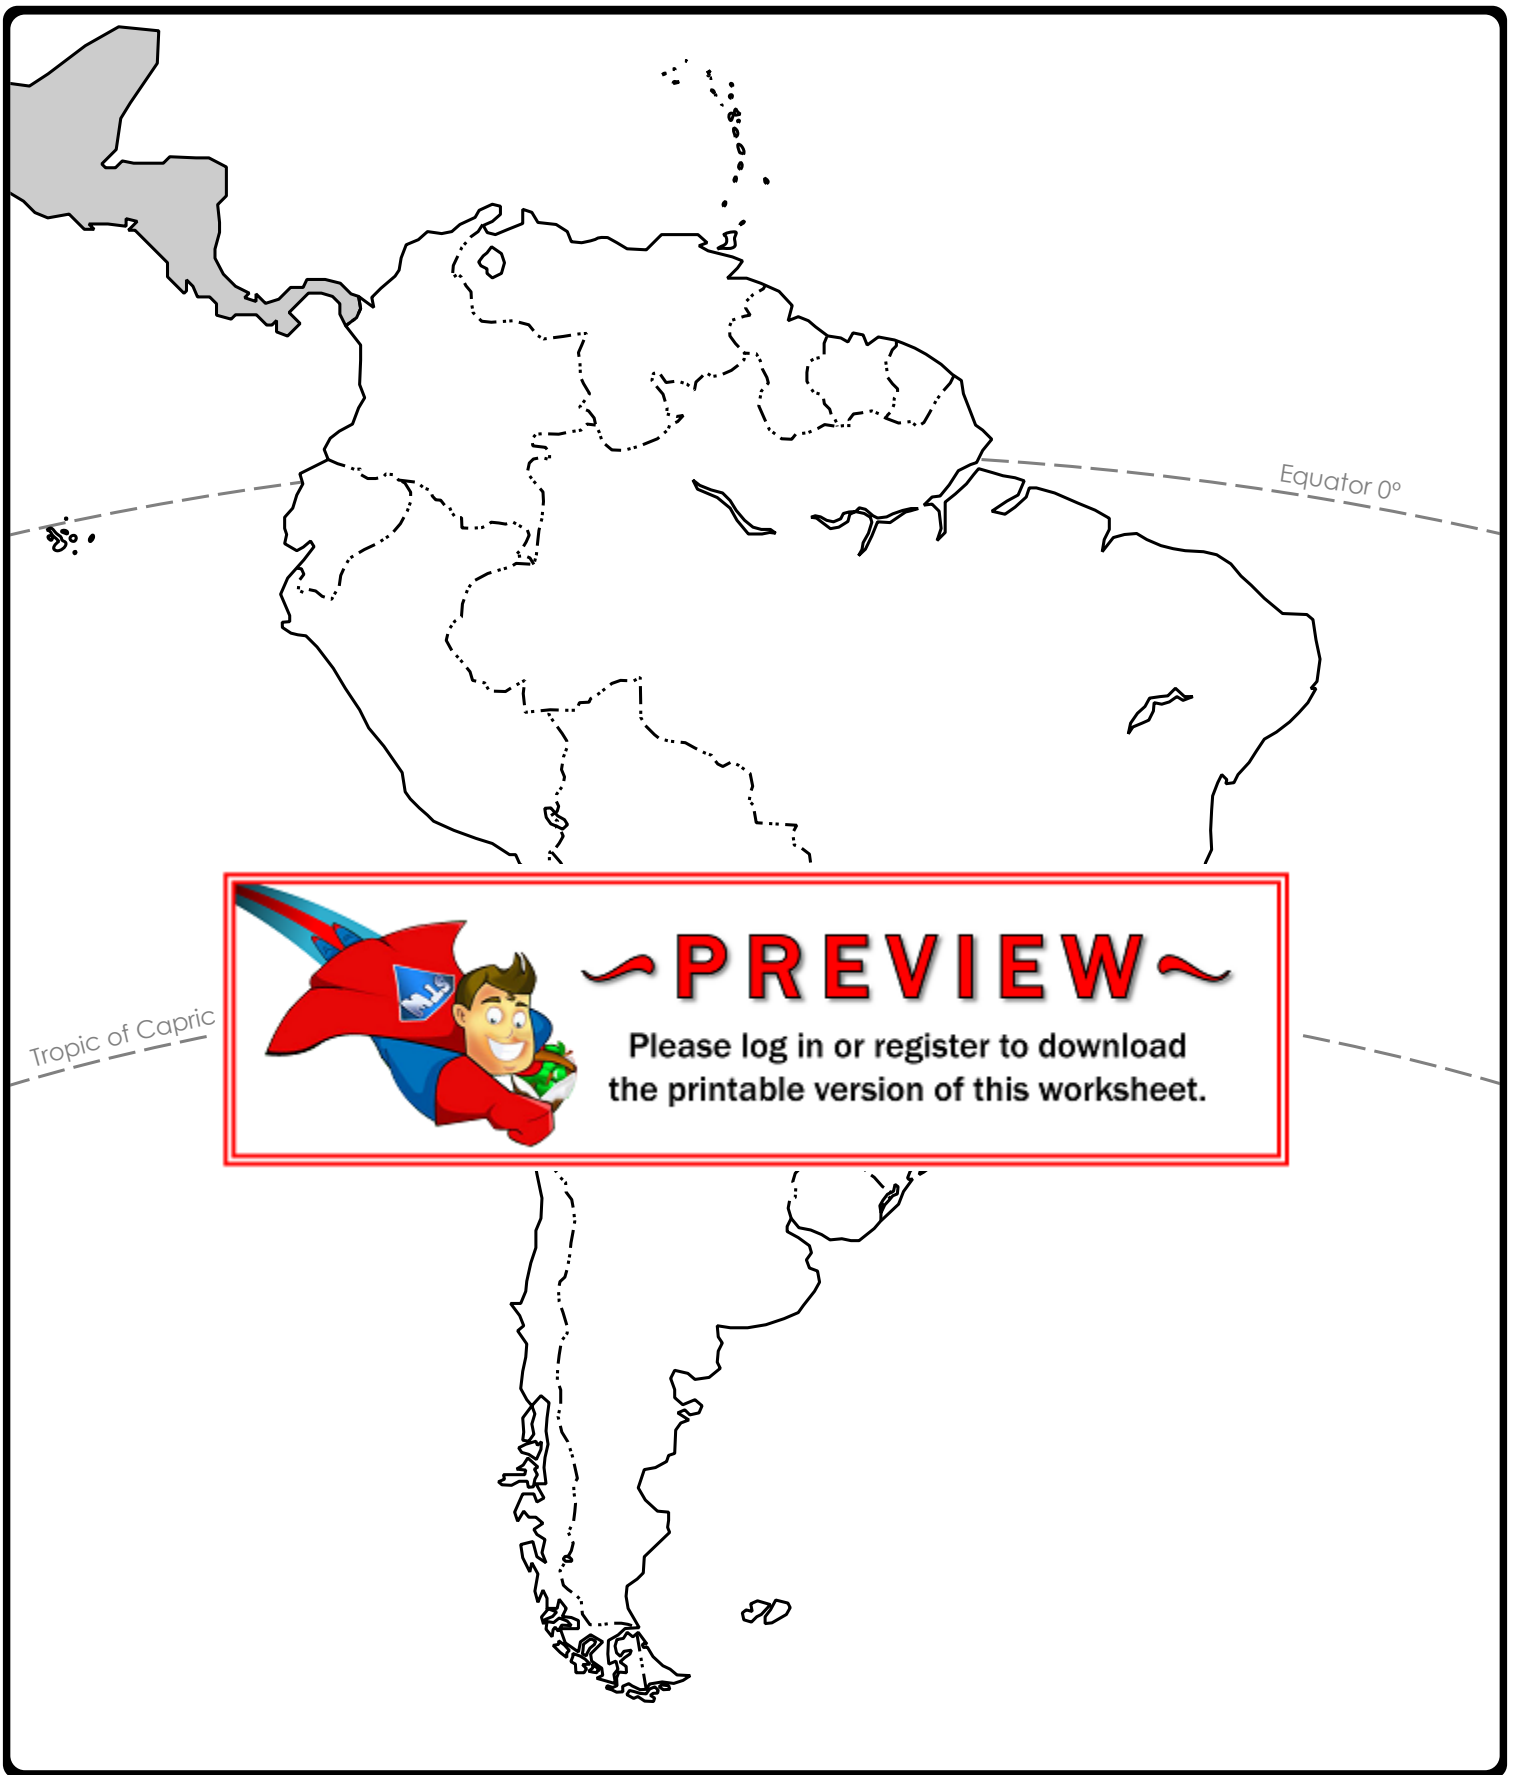 Equator 0°
~PREVIEW~
Please log in or register to download
the printable version of this worksheet.
Tropic of Capric